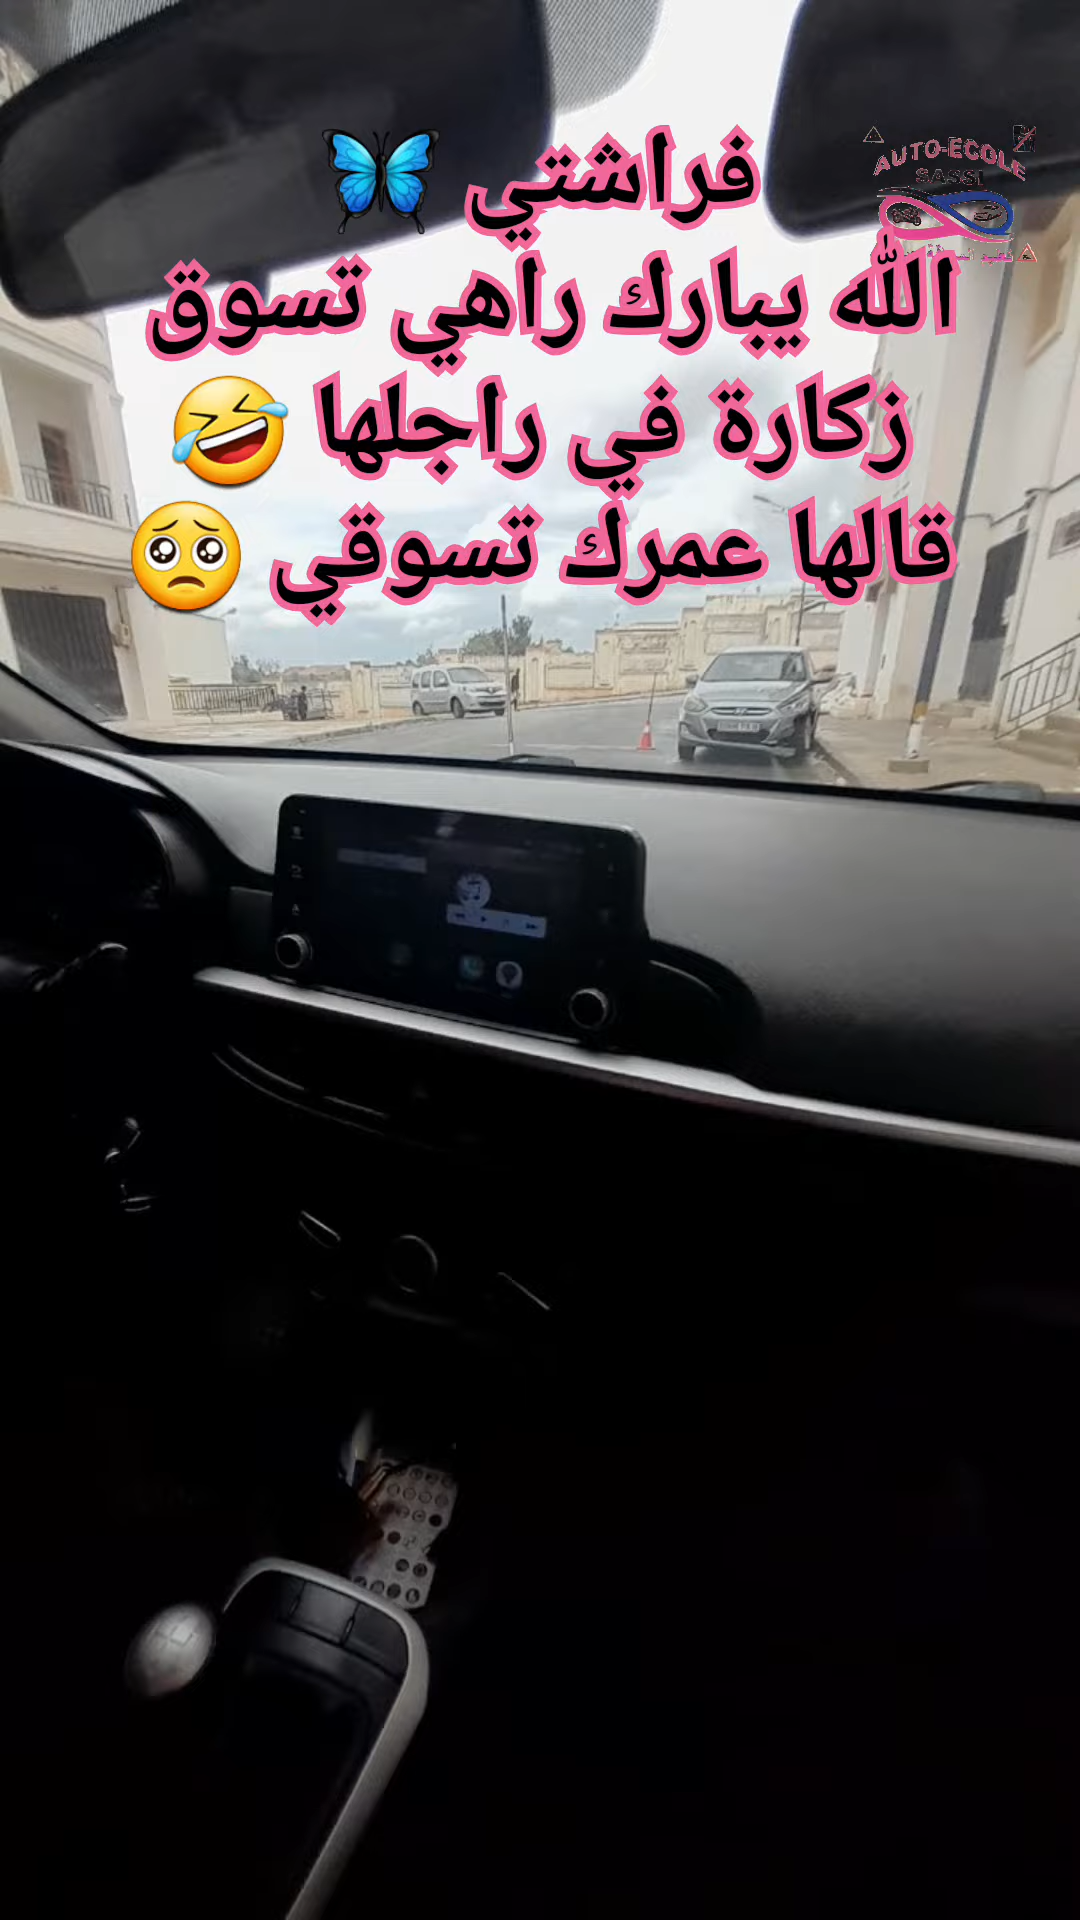 فراشتي 🦋
الله يبارك راهي تسوق
زكارة في راجلها 🤣
قالها عمرك تسوقي 🥺
AUTO-ECOLE
SASSI